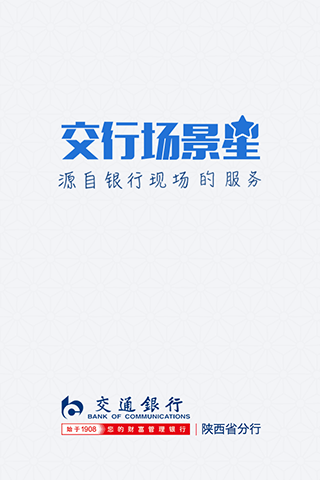 交行场景星
源自银行现场的服务
交通銀行
BANK OF COMMUNICATIONS
始于1908 您的财富管理银行 陕西省分行